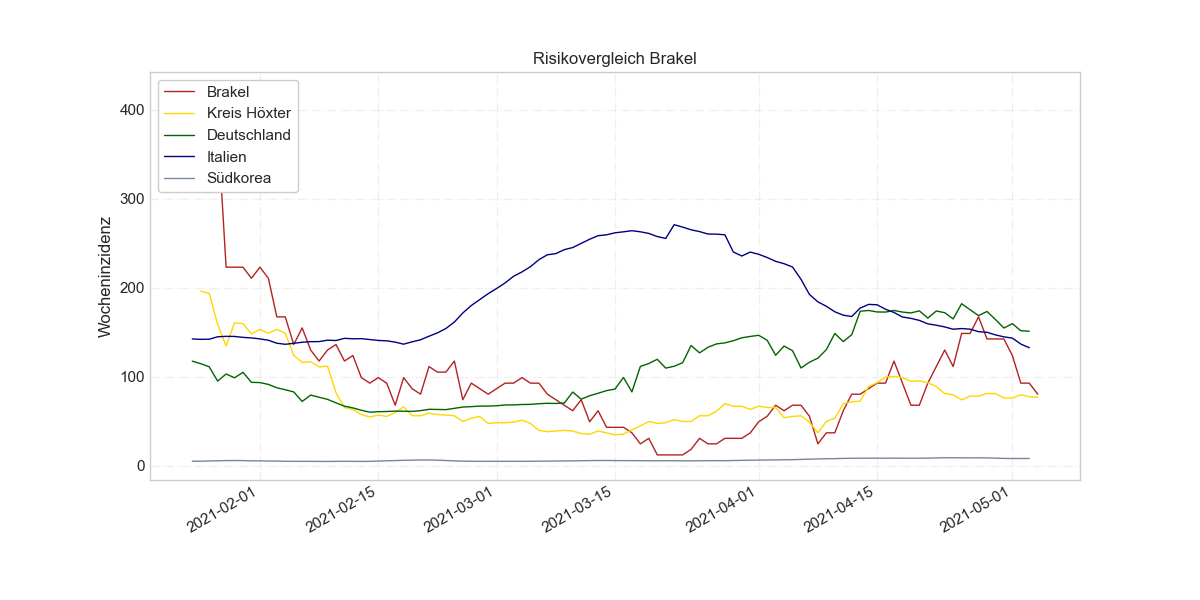 Risikovergleich Brakel
Brakel
Kreis Höxter
Deutschland
Italien
Südkorea
Wocheninzidenz
400
300
200
100
0
2021-02-01
2021-02-15
2021-03-01
2021-03-15
2021-04-01
2021-04-15
2021-05-01